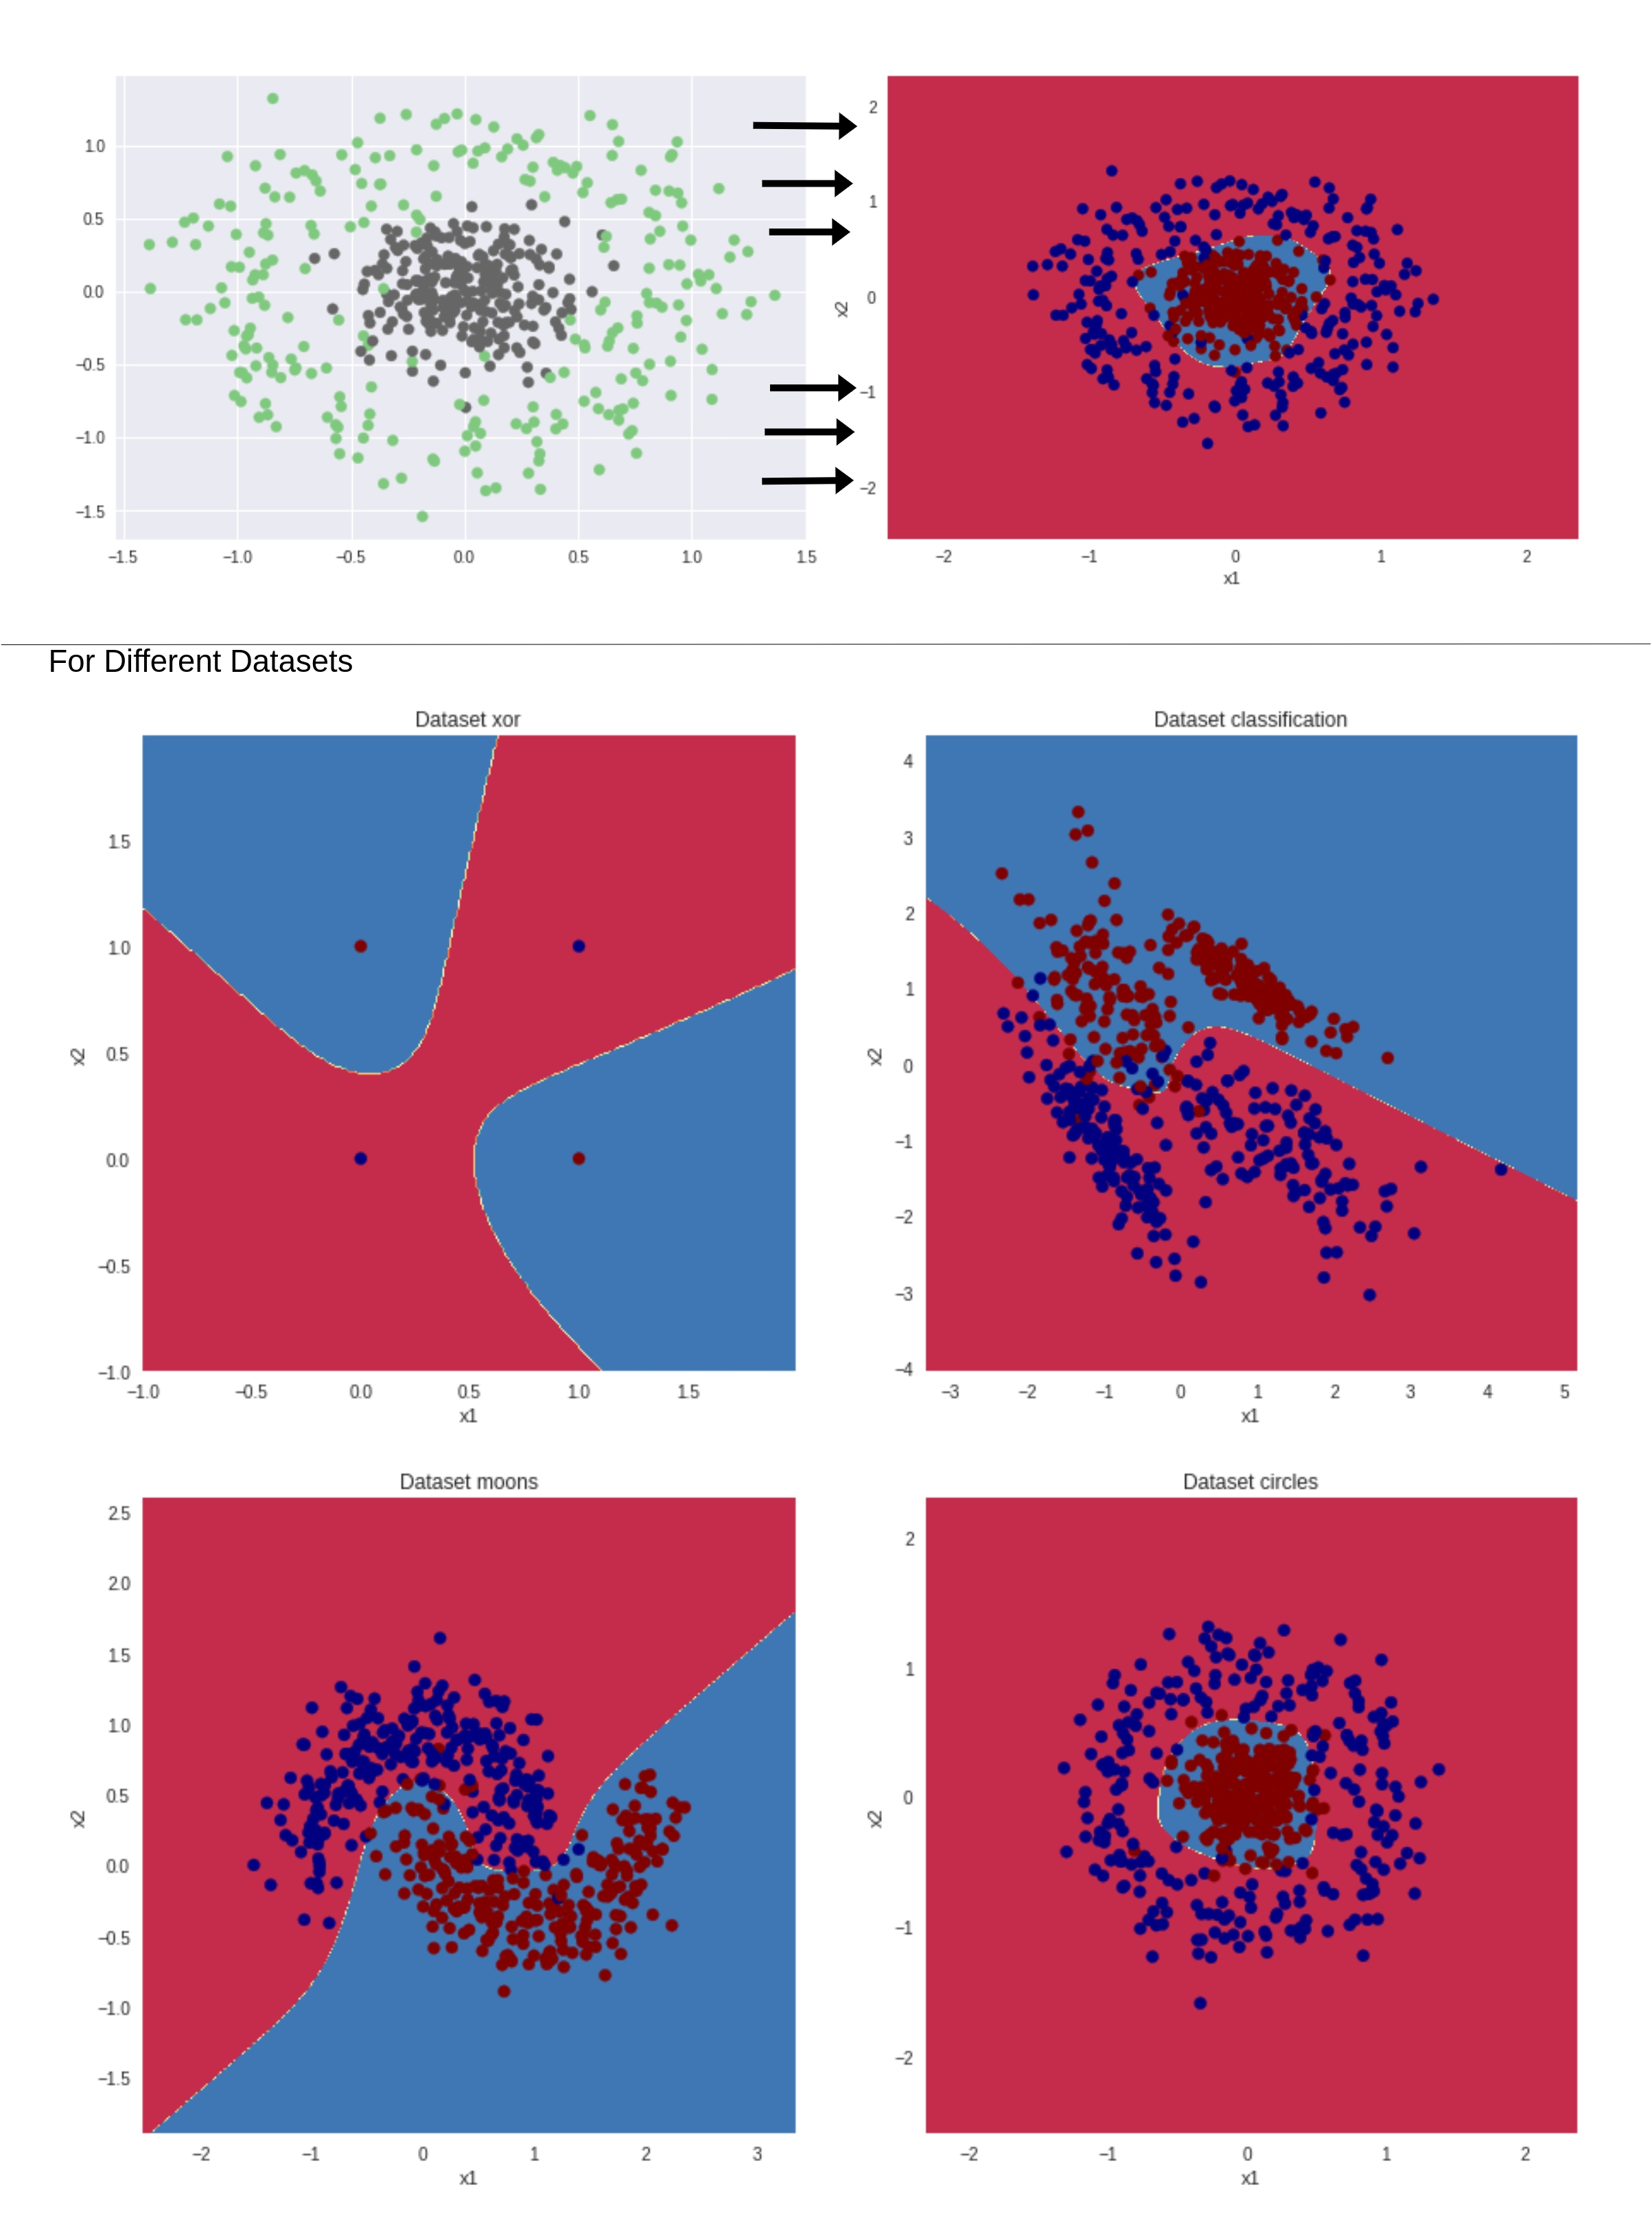 1.0
0.5
0.0
−0.5
−1.0
−1.5
−1.5 −1.0 −0.5 0.0 0.5 1.0 1.5
2
1
0
−1
−2
x2
−2 −1 0 1 2
x1
For Different Datasets
Dataset xor
1.5
1.0
0.5
0.0
−0.5
−1.0
x2
−1.0 −0.5 0.0 0.5 1.0 1.5
x1
Dataset classification
4
3
2
1
0
−1
−2
−3
−4
x2
−3 −2 −1 0 1 2 3 4 5
x1
Dataset moons
2.5
2.0
1.5
1.0
0.5
0.0
−0.5
−1.0
−1.5
x2
−2 −1 0 1 2 3
x1
Dataset circles
2
1
0
−1
−2
x2
−2 −1 0 1 2
x1